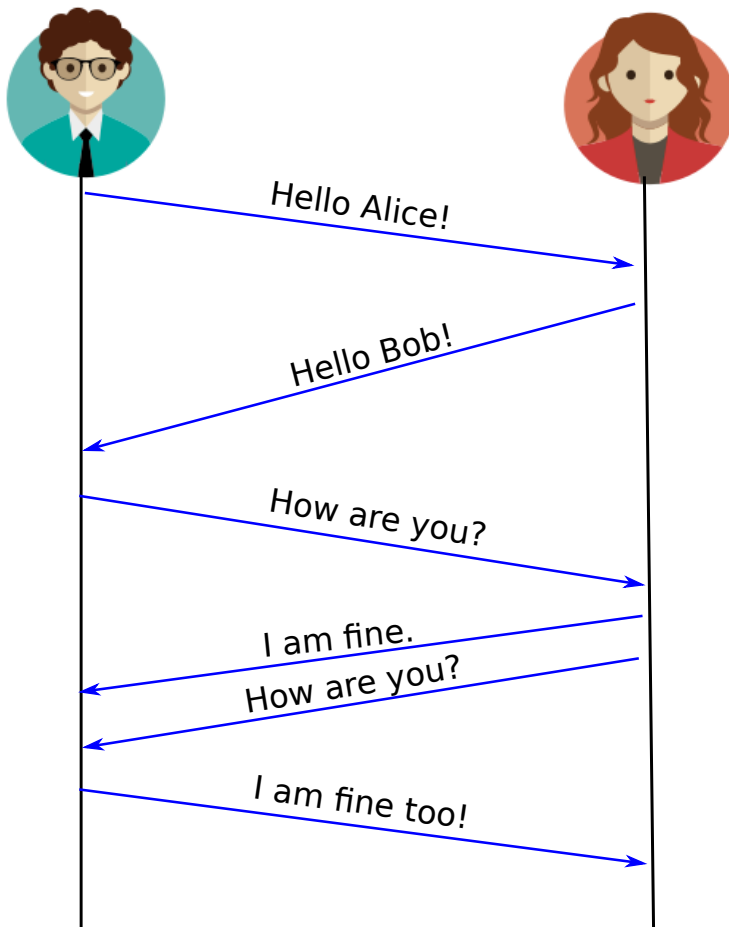 Hello Alice!
Hello Bob!
How are you?
I am fine.
How are you?
I am fine too!